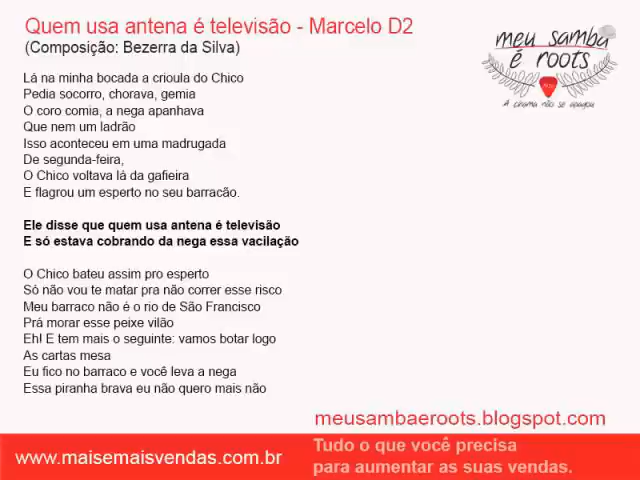 Quem usa antena é televisão - Marcelo D2
(Composição: Bezerra da Silva)
meu samba
é roots
A chama não se apagou
Lá na minha bocada a crioula do Chico
Pedia socorro, chorava, gemia
O coro comia, a nega apanhava
Que nem um ladrão
Isso aconteceu em uma madrugada
De segunda-feira,
O Chico voltava lá da gafieira
E flagrou um esperto no seu barracão.
Ele disse que quem usa antena é televisão
E só estava cobrando da nega essa vacilação
O Chico bateu assim pro esperto
Só não vou te matar pra não correr esse risco
Meu barraco não é o rio de São Francisco
Prá morar esse peixe vilão
Eh! E tem mais o seguinte: vamos botar logo
As cartas mesa
Eu fico no barraco e você leva a nega
Essa piranha brava eu não quero mais não
meusambaeroots.blogspot.com
www.maisemaisvendas.com.br
Tudo o que você precisa
para aumentar as suas vendas.